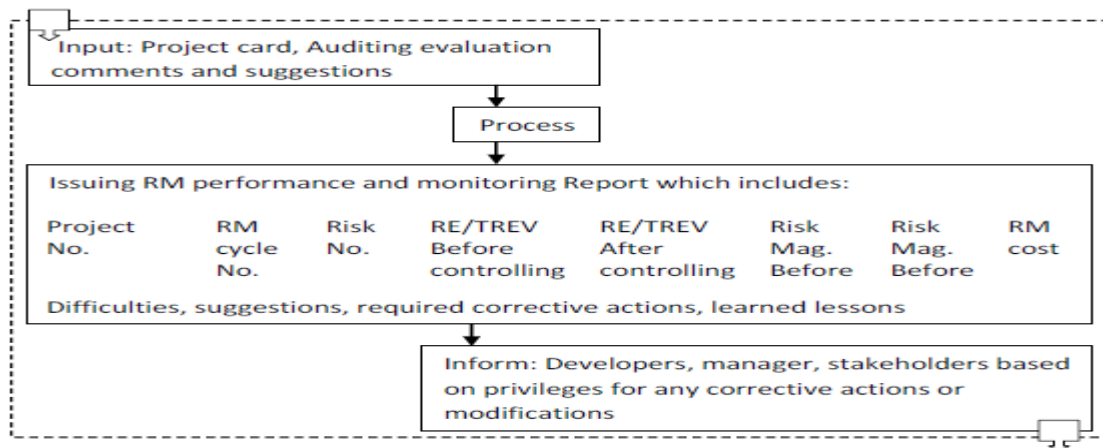 Input: Project card, Auditing evaluation
comments and suggestions
Process
Issuing RM performance and monitoring Report which includes:
Project RM Risk RE/TREV RE/TREV Risk Risk RM
No. cycle No. Before After Mag. Mag. cost
No. controlling controlling Before Before
Difficulties, suggestions, required corrective actions, learned lessons
Inform: Developers, manager, stakeholders based
on privileges for any corrective actions or
modifications